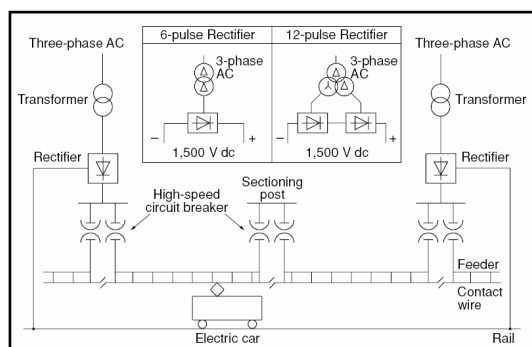 Three-phase AC
Transformer
Rectifier
6-pulse Rectifier
3-phase
AC
– +
1,500 V dc
12-pulse Rectifier
3-phase
AC
– +
1,500 V dc
Three-phase AC
Transformer
Rectifier
High-speed
circuit breaker
Sectioning
post
Feeder
Contact
wire
Electric car
Rail